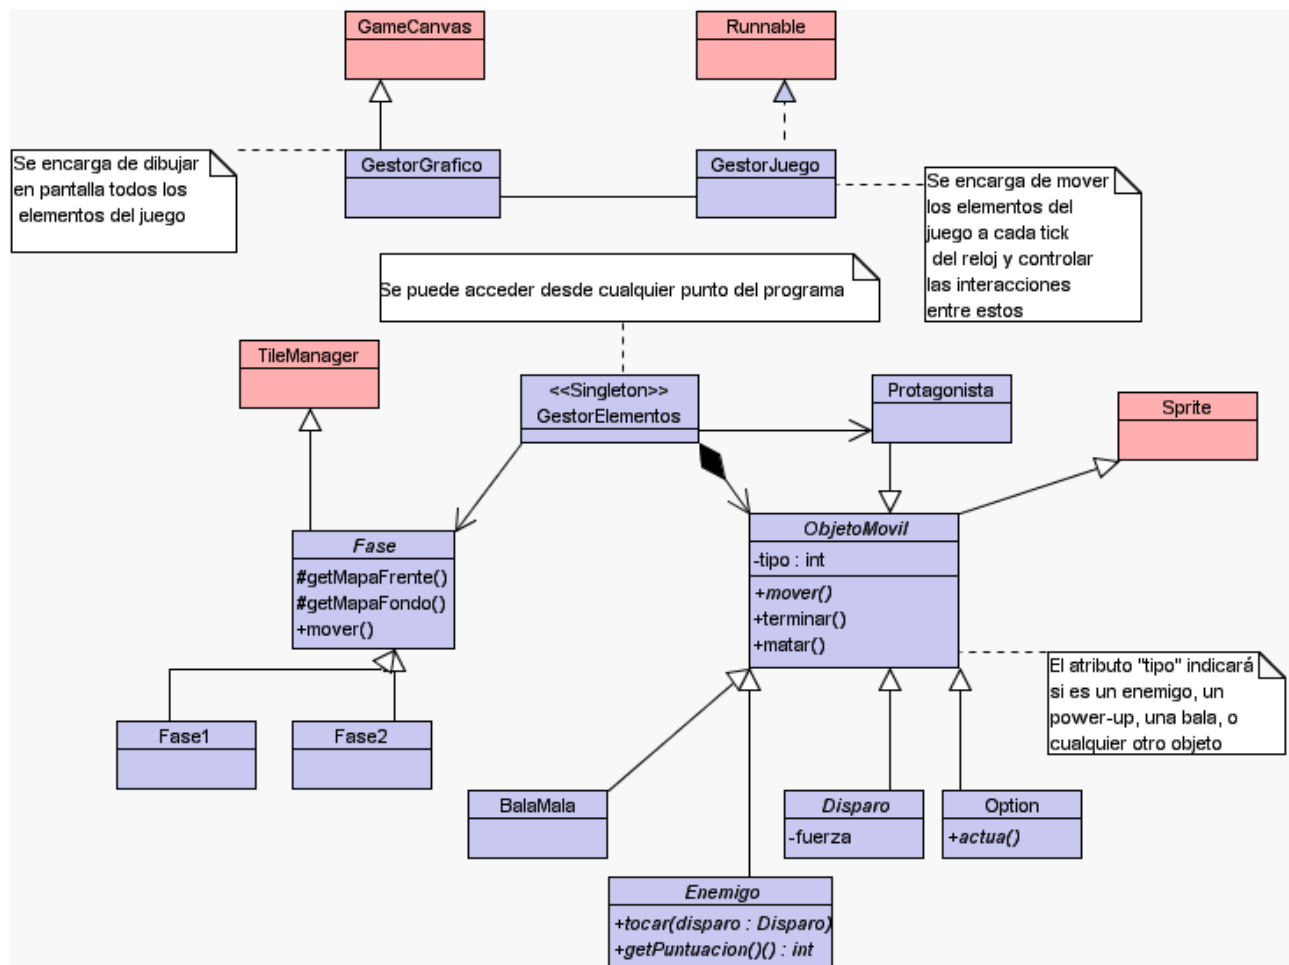 GameCanvas
Runnable
Se encarga de dibujar
en pantalla todos los
elementos del juego
GestorGrafico
GestorJuego
Se encarga de mover
los elementos del
juego a cada tick
del reloj y controlar
las interacciones
entre estos
Se puede acceder desde cualquier punto del programa
TileManager
<<Singleton>>
GestorElementos
Protagonista
Sprite
Fase
#getMapaFrente()
#getMapaFondo()
+mover()
ObjetoMovil
-tipo : int
+mover()
+terminar()
+matar()
El atributo "tipo" indicará
si es un enemigo, un
power-up, una bala, o
cualquier otro objeto
Fase1
Fase2
BalaMala
Disparo
-fuerza
Option
+actua()
Enemigo
+tocar(disparo : Disparo)
+getPuntuacion()() : int